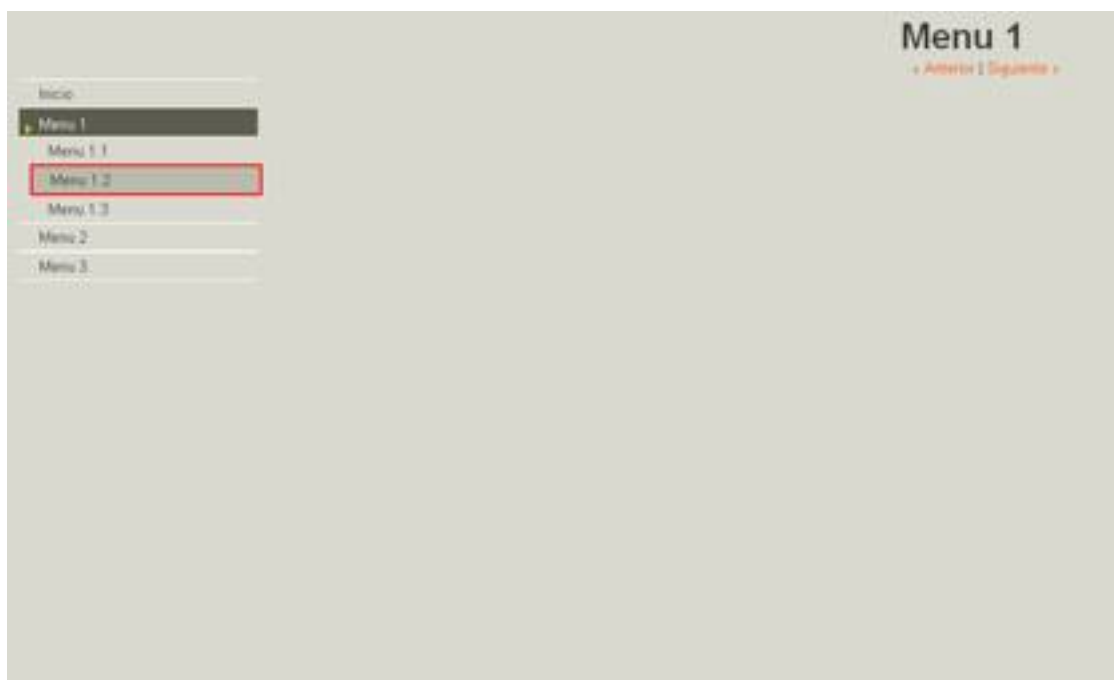 Menu 1
« Anterior | Siguiente »
Inicio
Menu 1
Menu 1.1
Menu 1.2
Menu 1.3
Menu 2
Menu 3